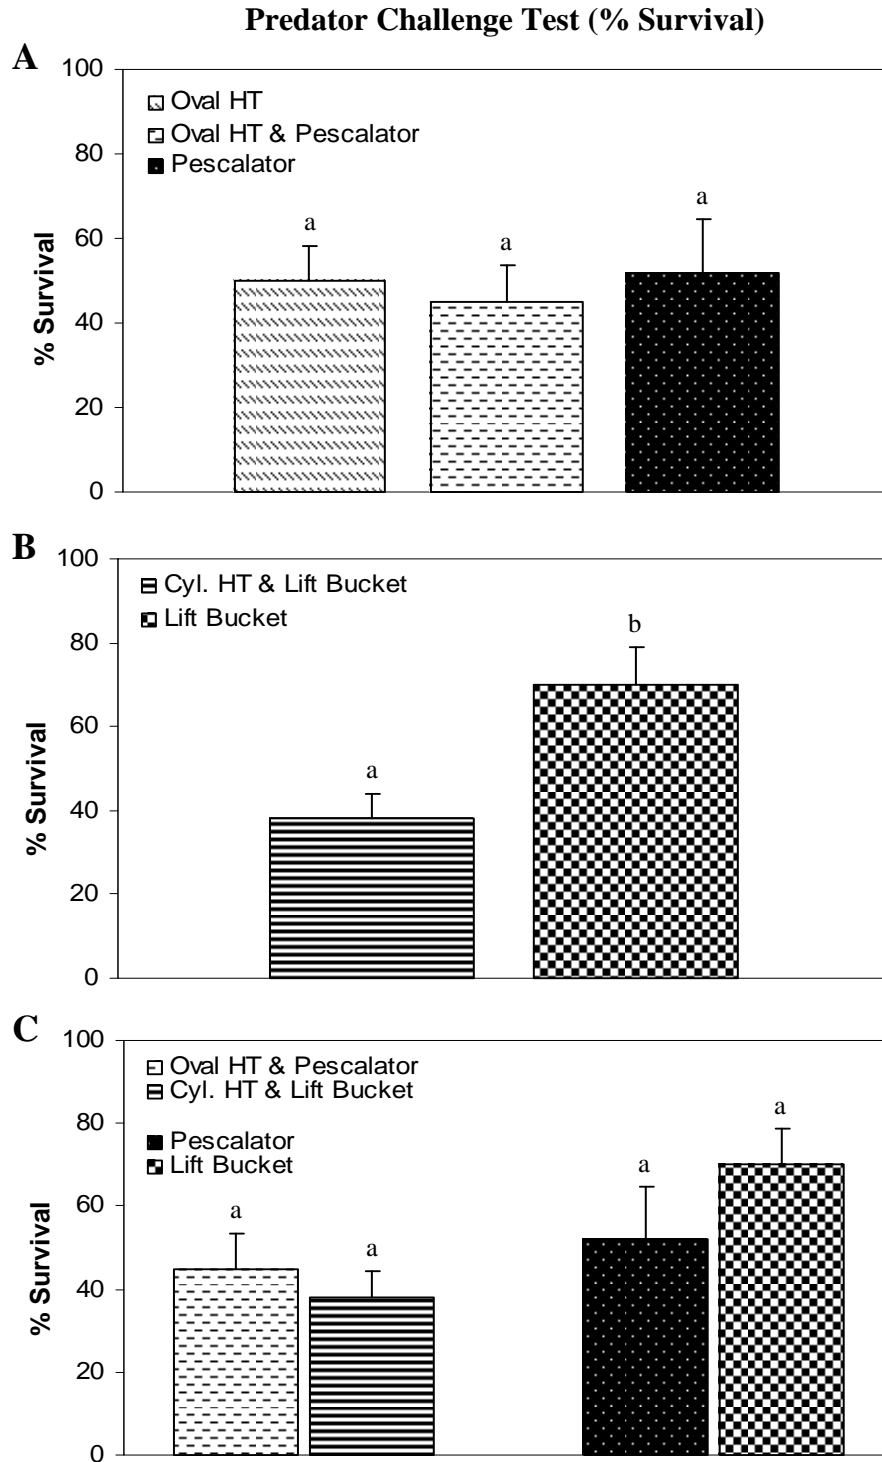 Predator Challenge Test (% Survival)
A
100
80
60
40
20
0
% Survival
Oval HT
Oval HT & Pescalator
Pescalator
a
a
a
B
100
80
60
40
20
0
% Survival
Cyl. HT & Lift Bucket
Lift Bucket
a
b
C
100
80
60
40
20
0
% Survival
Oval HT & Pescalator
Cyl. HT & Lift Bucket
Pescalator
Lift Bucket
a
a
a
a